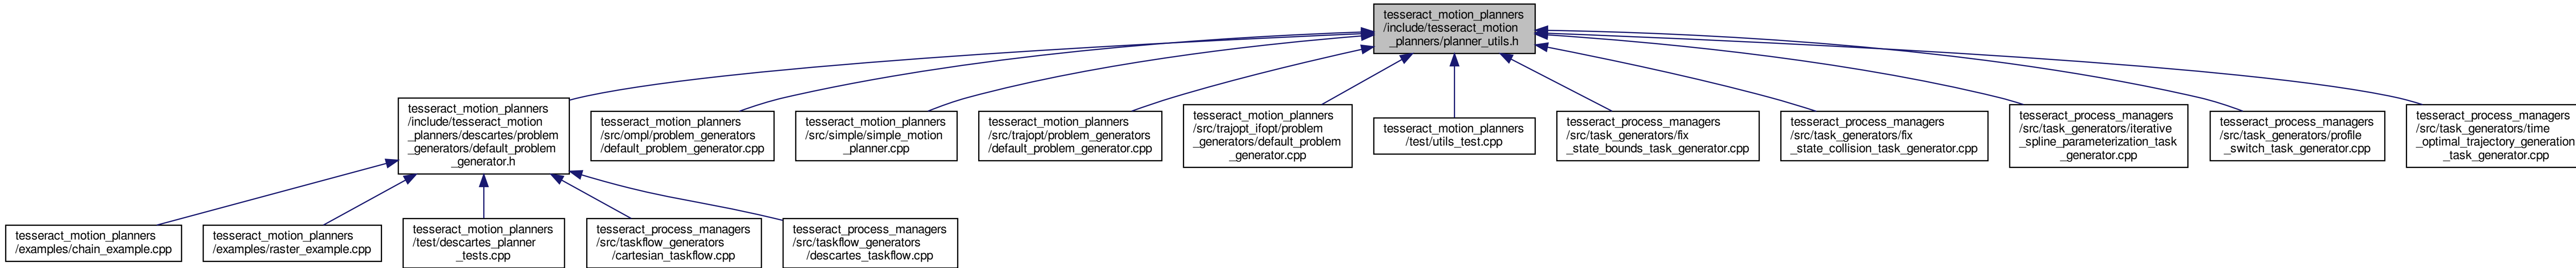 tesseract_motion_planners
/include/tesseract_motion
_planners/planner_utils.h
tesseract_motion_planners
/include/tesseract_motion
_planners/descartes/problem
_generators/default_problem
_generator.h
tesseract_motion_planners
/src/ompl/problem_generators
/default_problem_generator.cpp
tesseract_motion_planners
/src/simple/simple_motion
_planner.cpp
tesseract_motion_planners
/src/trajopt/problem_generators
/default_problem_generator.cpp
tesseract_motion_planners
/src/trajopt_ifopt/problem
_generators/default_problem
_generator.cpp
tesseract_motion_planners
/test/utils_test.cpp
tesseract_process_managers
/src/task_generators/fix
_state_bounds_task_generator.cpp
tesseract_process_managers
/src/task_generators/fix
_state_collision_task_generator.cpp
tesseract_process_managers
/src/task_generators/iterative
_spline_parameterization_task
_generator.cpp
tesseract_process_managers
/src/task_generators/profile
_switch_task_generator.cpp
tesseract_process_managers
/src/task_generators/time
_optimal_trajectory_generation
_task_generator.cpp
tesseract_motion_planners
/examples/chain_example.cpp
tesseract_motion_planners
/examples/raster_example.cpp
tesseract_motion_planners
/test/descartes_planner
_tests.cpp
tesseract_process_managers
/src/taskflow_generators
/cartesian_taskflow.cpp
tesseract_process_managers
/src/taskflow_generators
/descartes_taskflow.cpp